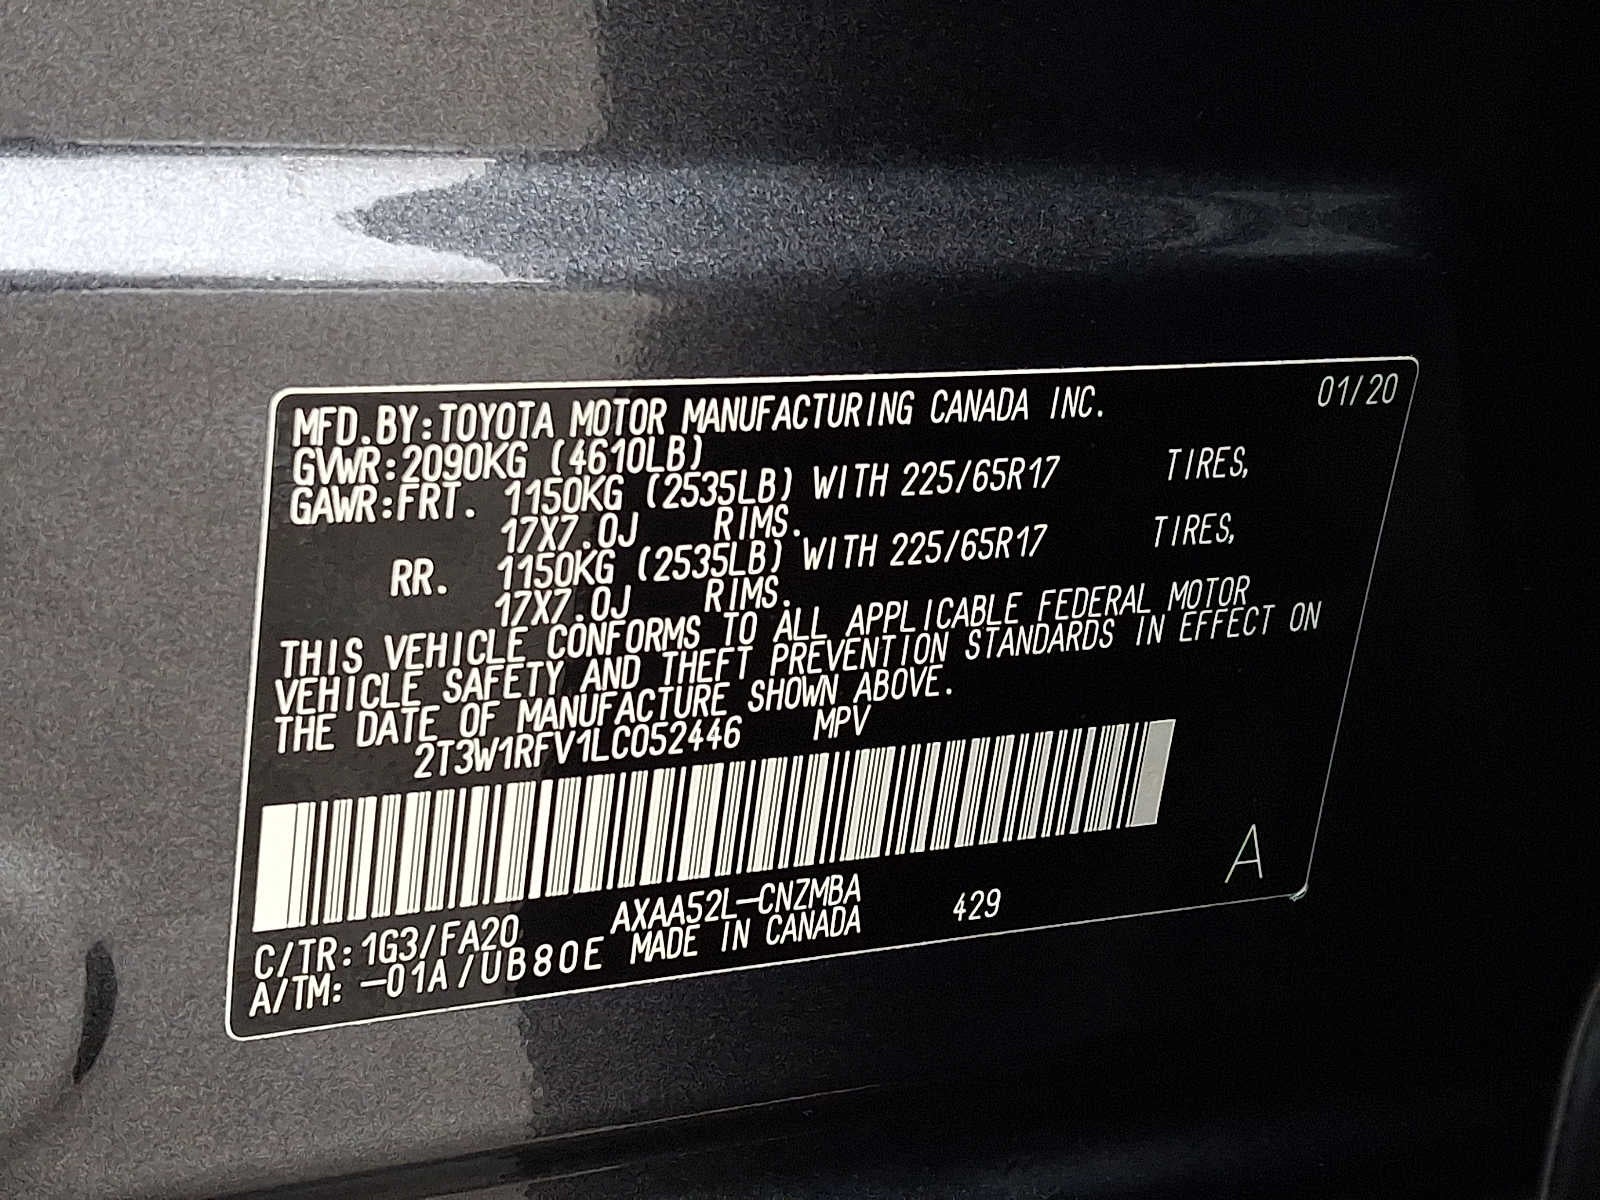 01/20
MFD.BY:TOYOTA MOTOR MANUFACTURING CANADA INC.
GVWR:2090KG (4610LB)
GAWR:FRT. 1150KG (2535LB) WITH 225/65R17 TIRES,
17X7.0J RIMS.
RR. 1150KG (2535LB) WITH 225/65R17 TIRES,
17X7.0J RIMS.
THIS VEHICLE CONFORMS TO ALL APPLICABLE FEDERAL MOTOR
VEHICLE SAFETY AND THEFT PREVENTION STANDARDS IN EFFECT ON
THE DATE OF MANUFACTURE SHOWN ABOVE.
2T3W1RFV1LC052446 MPV
A
C/TR: 1G3/FA20 AXAA52L-CNZMBA 429
A/TM: -01A/UB80E MADE IN CANADA